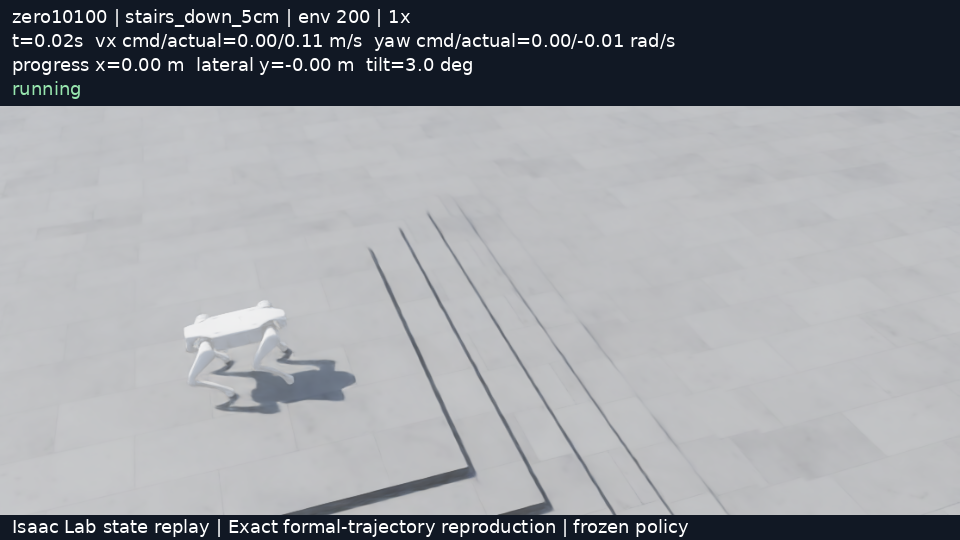 zero10100 | stairs_down_5cm | env 200 | 1x
t=0.02s  vx cmd/actual=0.00/0.11 m/s  yaw cmd/actual=0.00/-0.01 rad/s
progress x=0.00 m  lateral y=-0.00 m  tilt=3.0 deg
running
Isaac Lab state replay | Exact formal-trajectory reproduction | frozen policy